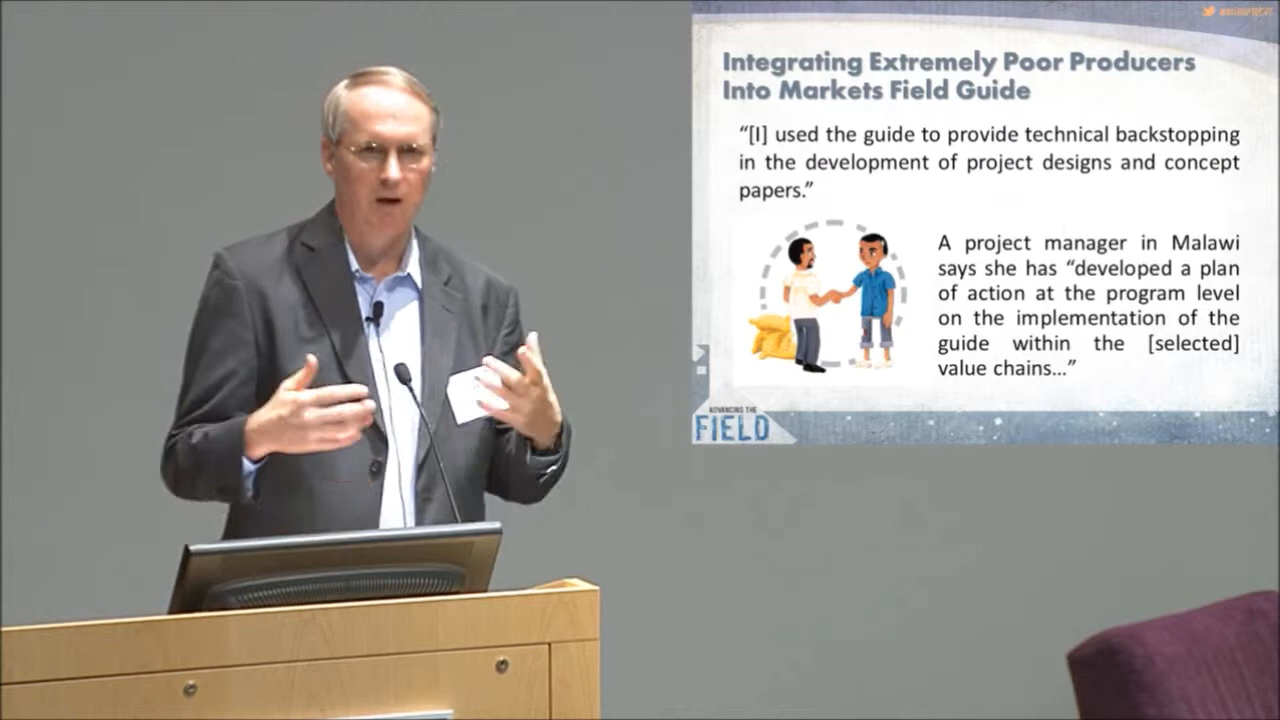 Integrating Extremely Poor Producers
Into Markets Field Guide
“[I] used the guide to provide technical backstopping
in the development of project designs and concept
papers.”
A project manager in Malawi
says she has “developed a plan
of action at the program level
on the implementation of the
guide within the [selected]
value chains...”
ADVANCING THE
FIELD